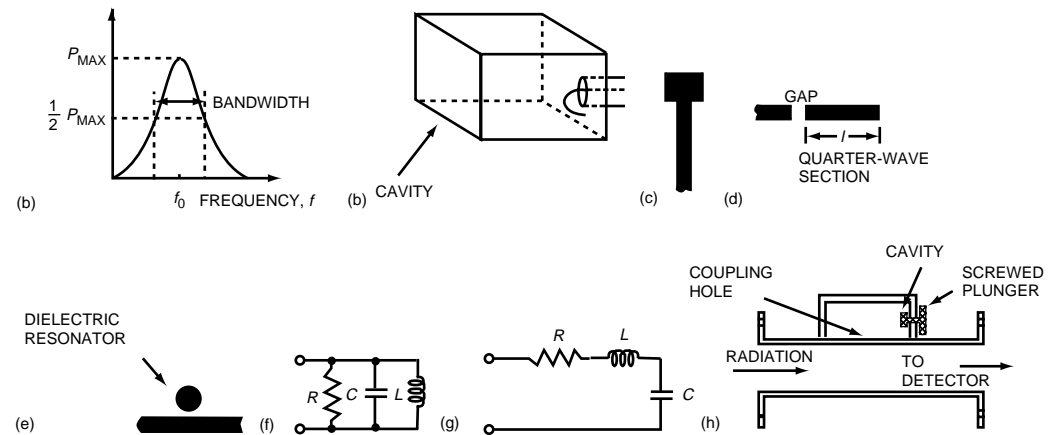 P MAX
1/2 P MAX
BANDWIDTH
f0 FREQUENCY, f
(b)
CAVITY
(b)
(c)
GAP
l
QUARTER-WAVE
SECTION
(d)
DIELECTRIC
RESONATOR
(e)
R C L
(f)
R L
C
(g)
COUPLING
HOLE
CAVITY
SCREWED
PLUNGER
RADIATION
TO
DETECTOR
(h)